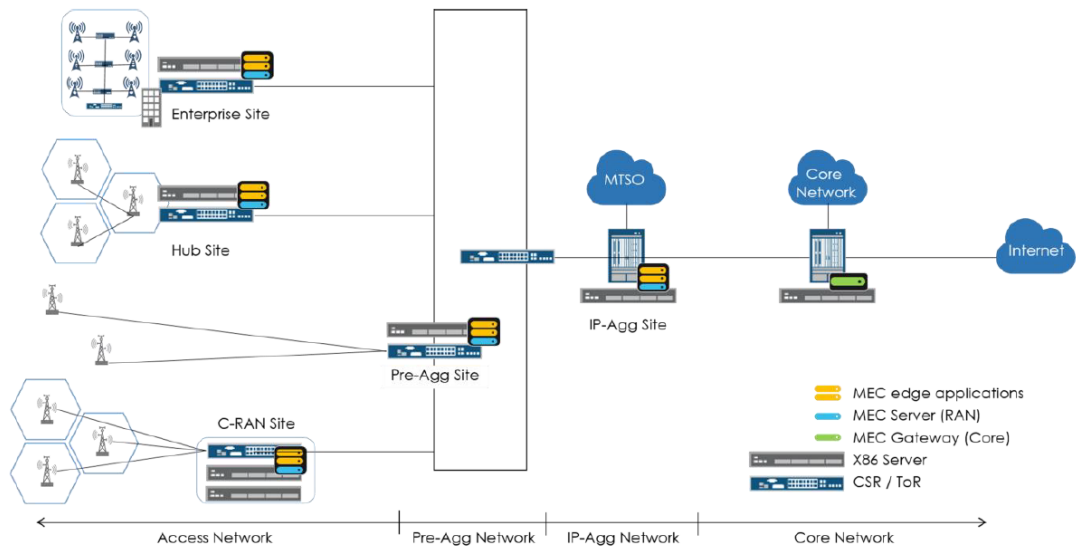 Enterprise Site
Hub Site
MTSO
Core
Network
Internet
IP-Agg Site
Pre-Agg Site
C-RAN Site
MEC edge applications
MEC Server (RAN)
MEC Gateway (Core)
X86 Server
CSR / ToR
Access Network
Pre-Agg Network
IP-Agg Network
Core Network